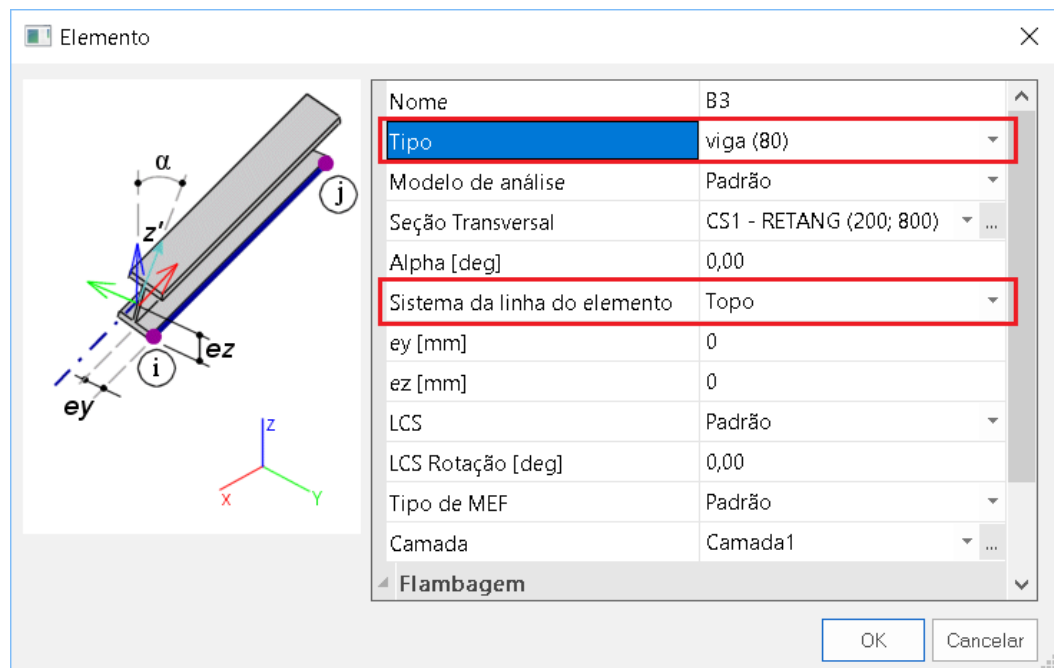 Elemento
α
z'
j
i
ez
ey
Z
X
Y
Nome B3
Tipo viga (80)
Modelo de análise Padrão
Seção Transversal CS1 - RETANG (200; 800) ...
Alpha [deg] 0,00
Sistema da linha do elemento Topo
ey [mm] 0
ez [mm] 0
LCS Padrão
LCS Rotação [deg] 0,00
Tipo de MEF Padrão
Camada Camada1 ...
Flambagem
OK Cancelar